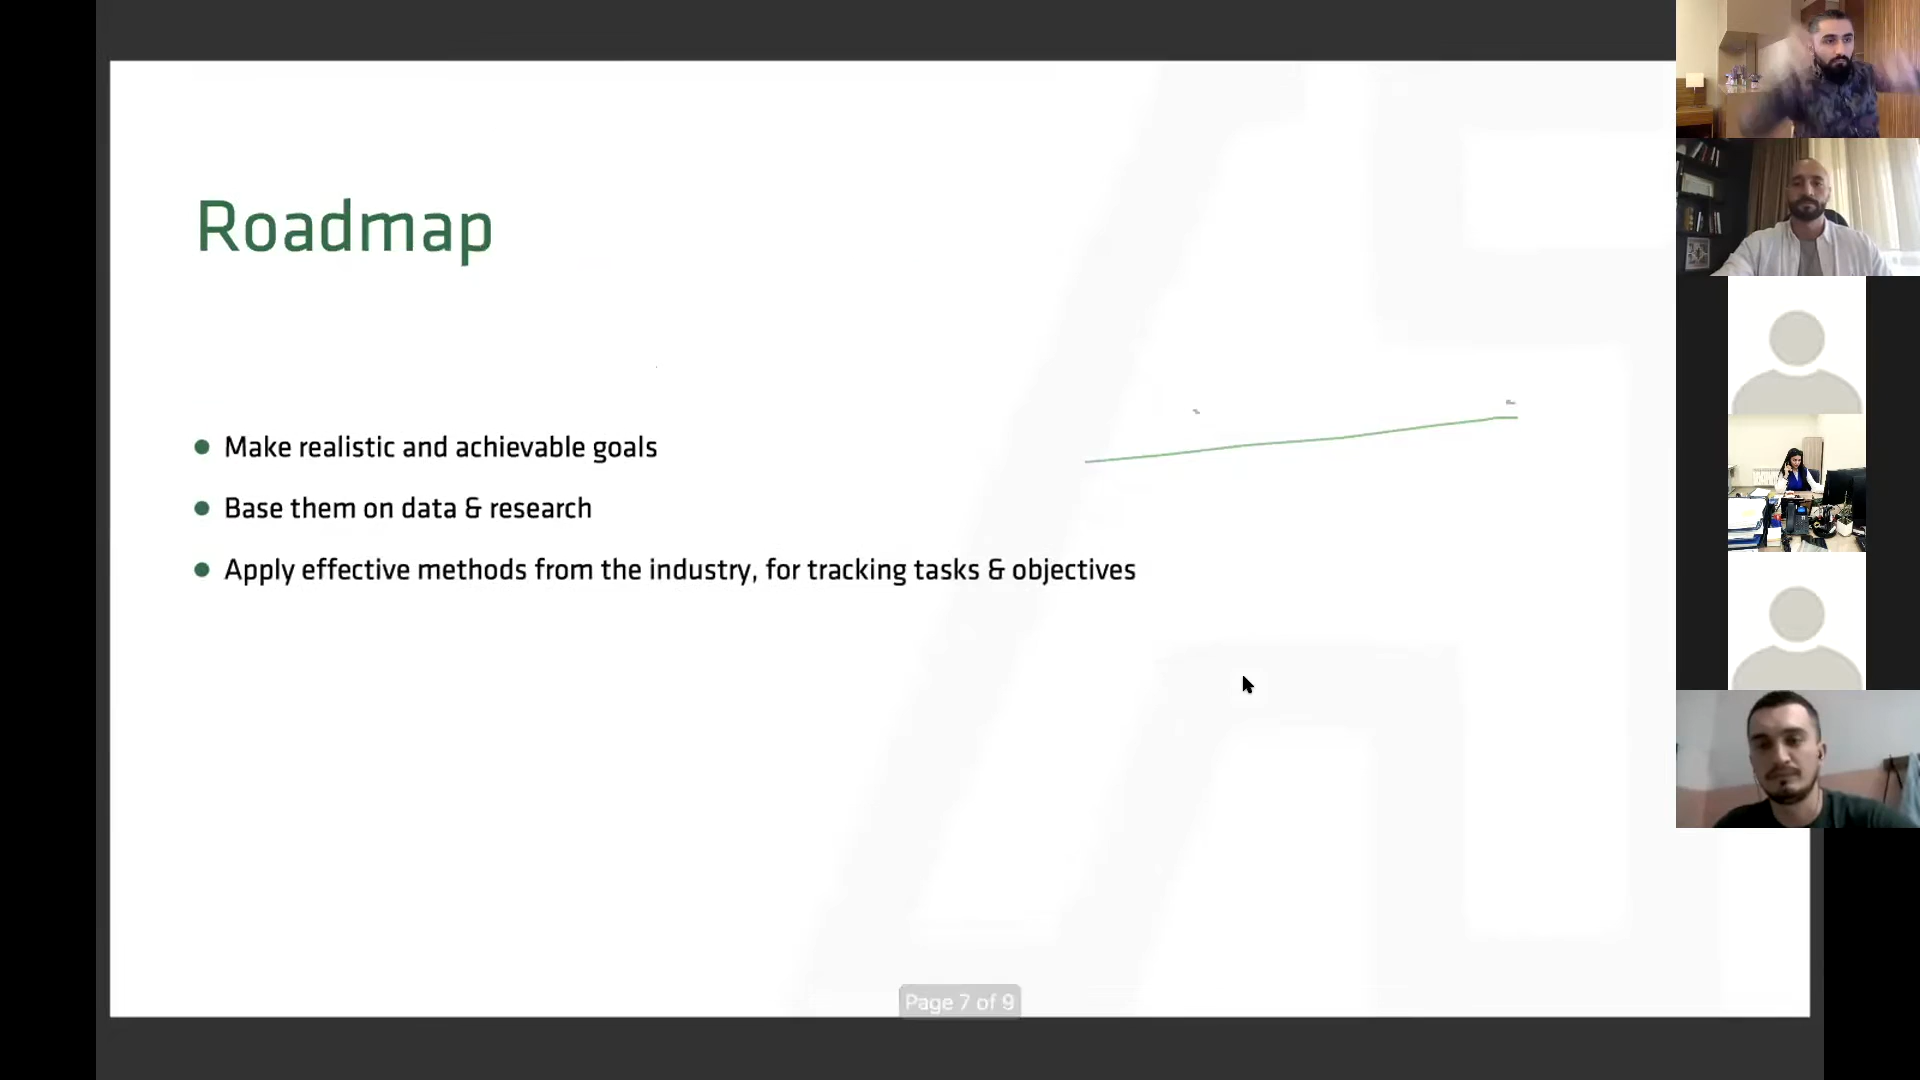 Roadmap
Make realistic and achievable goals
Base them on data & research
Apply effective methods from the industry, for tracking tasks & objectives
Page 7 of 9